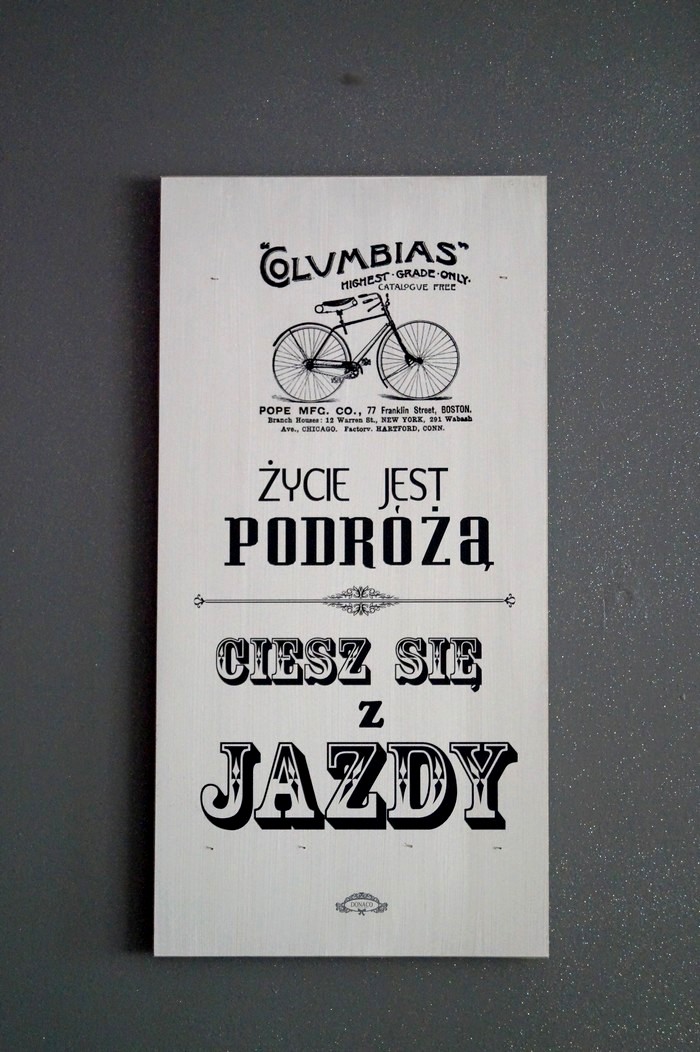 "COLUMBIAS"
HIGHEST·GRADE·ONLY.
CATALOGUE FREE
POPE MFG. CO., 77 Franklin Street, BOSTON.
Branch Houses: 12 Warren St., NEW YORK, 291 Wabash
Ave., CHICAGO. Factory, HARTFORD, CONN.
ŻYCIE JEST
PODRÓŻĄ
CIESZ SIĘ
z
JAZDY
DONACO